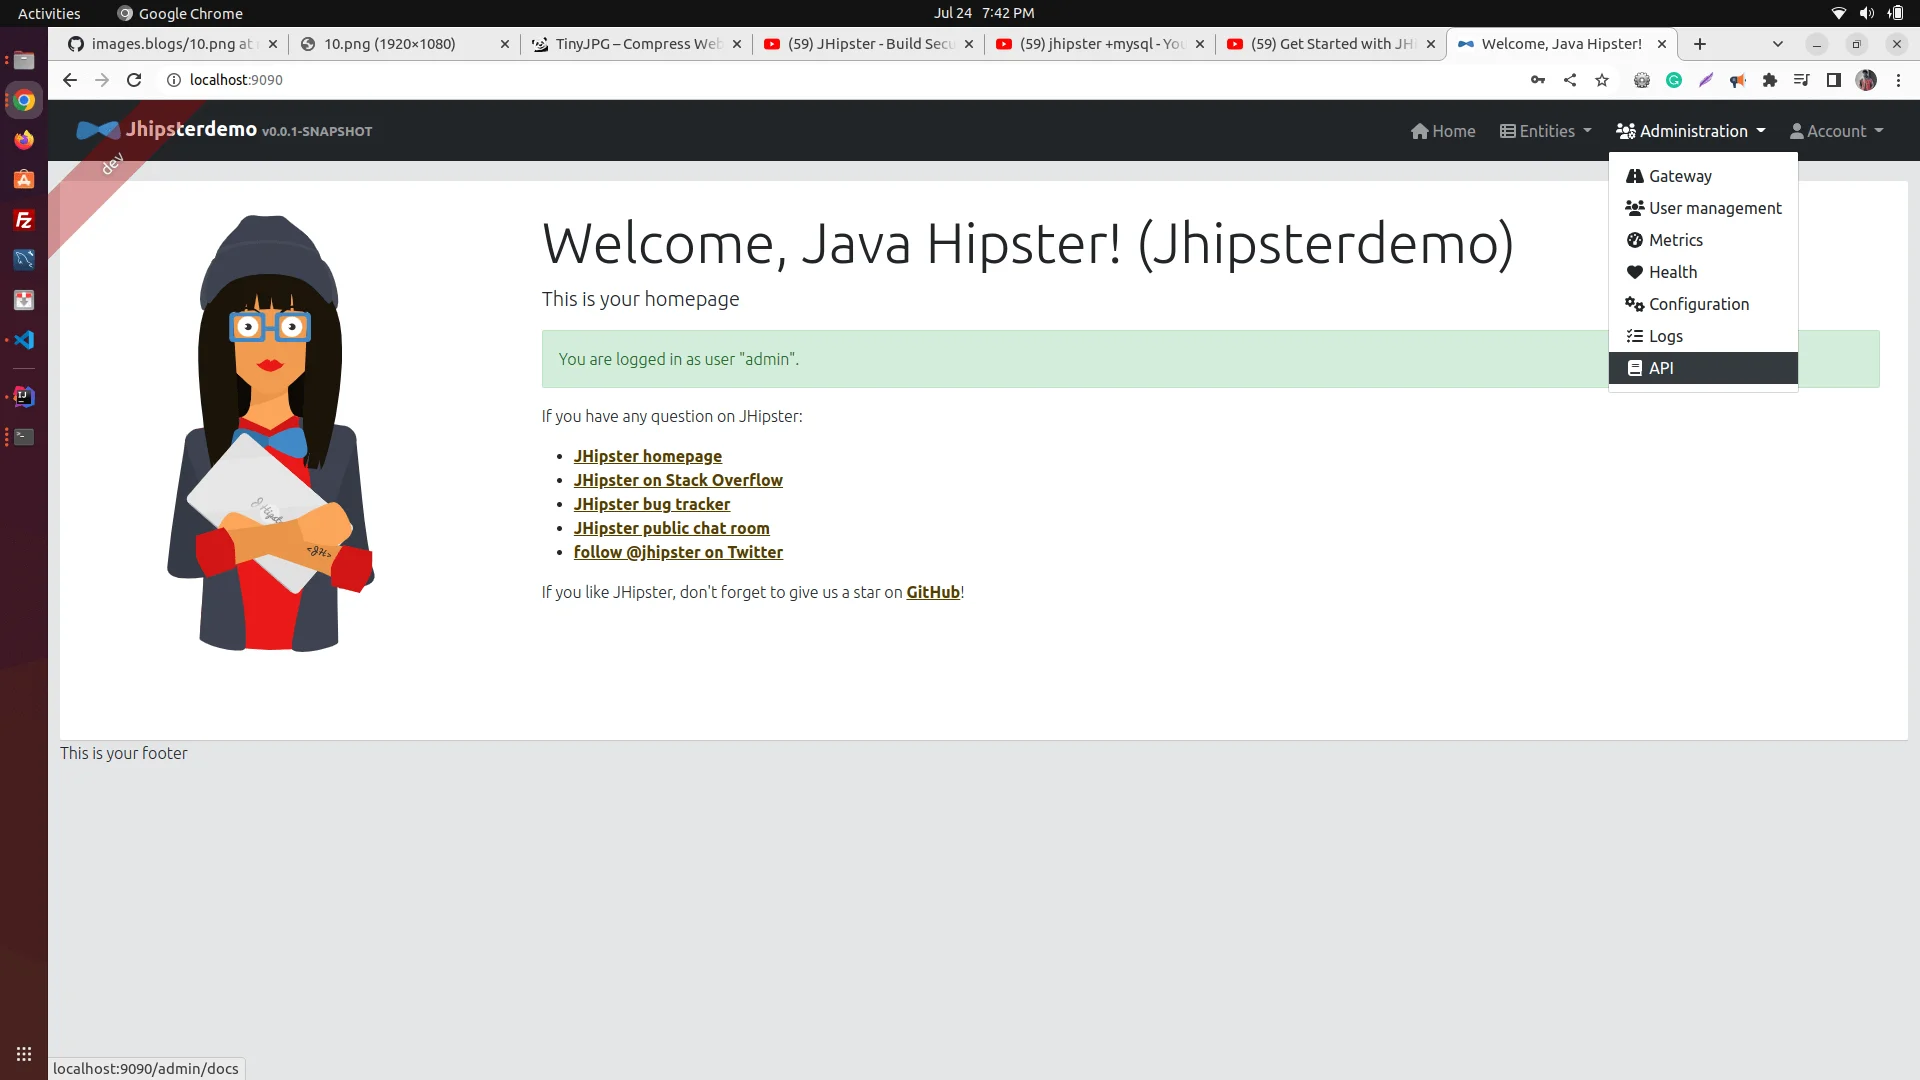 Activities Google Chrome Jul 24 7:42 PM
images.blogs/10.png at 10.png (1920×1080) TinyJPG – Compress Web (59) JHipster - Build Secu (59) jhipster +mysql - You (59) Get Started with JHi Welcome, Java Hipster!
localhost:9090
Jhipsterdemo v0.0.1-SNAPSHOT Home Entities Administration Account
dev
Gateway
User management
Metrics
Health
Configuration
Logs
API
Welcome, Java Hipster! (Jhipsterdemo)
This is your homepage
You are logged in as user "admin".
If you have any question on JHipster:
JHipster homepage
JHipster on Stack Overflow
JHipster bug tracker
JHipster public chat room
follow @jhipster on Twitter
If you like JHipster, don't forget to give us a star on GitHub!
<JH>
This is your footer
localhost:9090/admin/docs